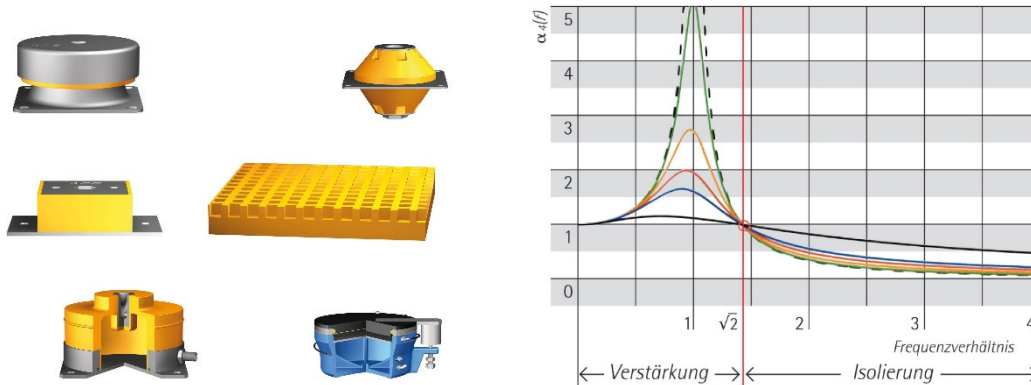 α₄(f)
5
4
3
2
1
0
1
√2
2
3
4
Frequenzverhältnis
Verstärkung
Isolierung